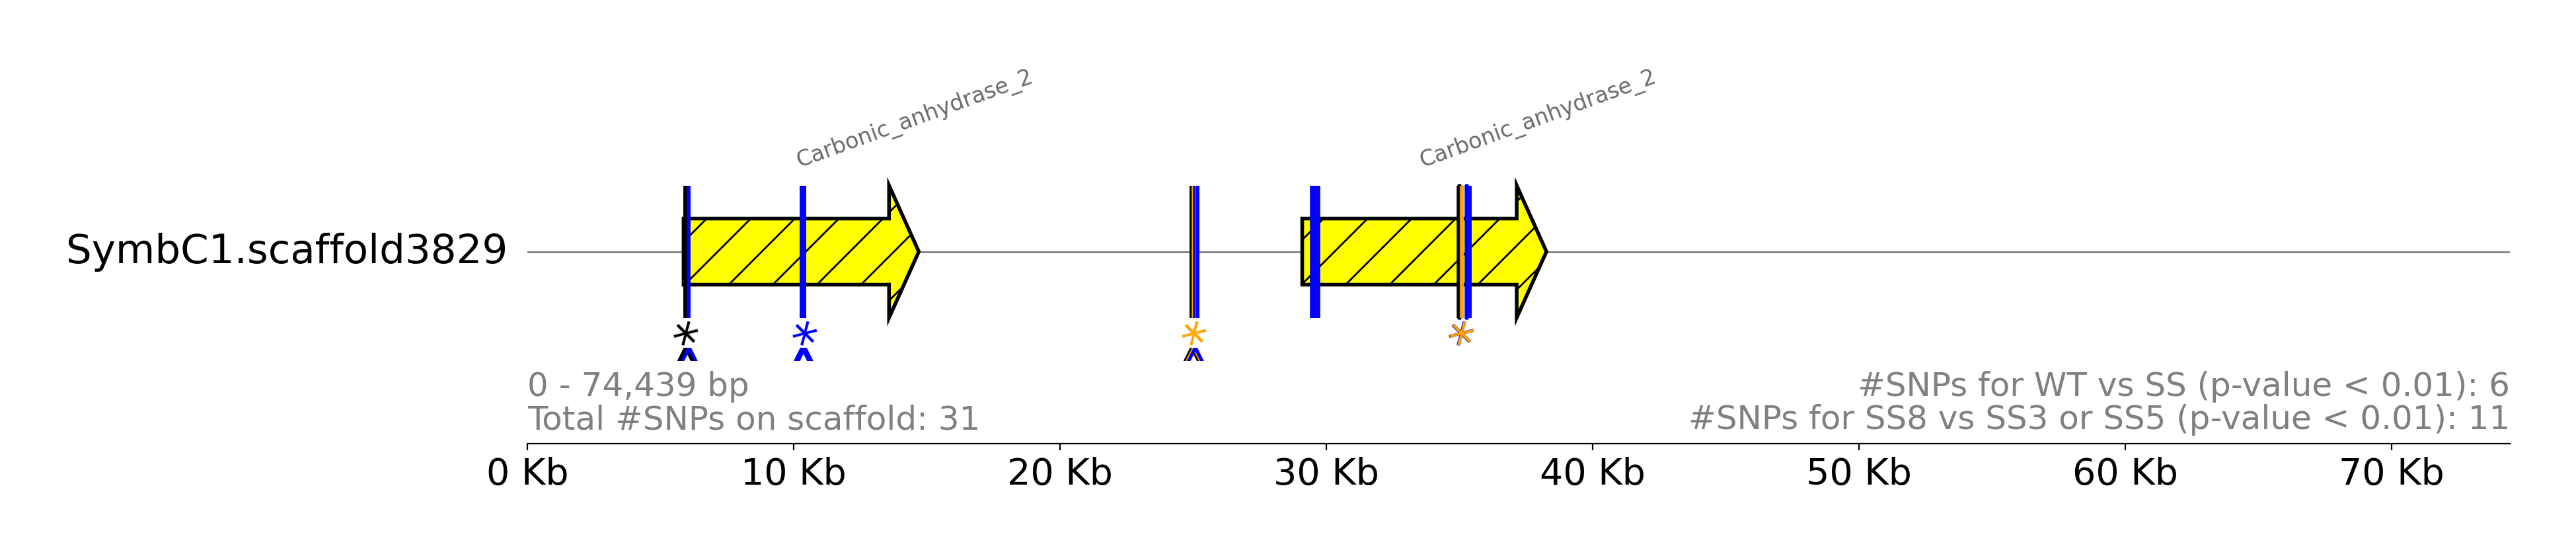 Carbonic_anhydrase_2
Carbonic_anhydrase_2
SymbC1.scaffold3829
* * * *
^ ^ ^
0 - 74,439 bp
#SNPs for WT vs SS (p-value < 0.01): 6
Total #SNPs on scaffold: 31
#SNPs for SS8 vs SS3 or SS5 (p-value < 0.01): 11
0 Kb 10 Kb 20 Kb 30 Kb 40 Kb 50 Kb 60 Kb 70 Kb